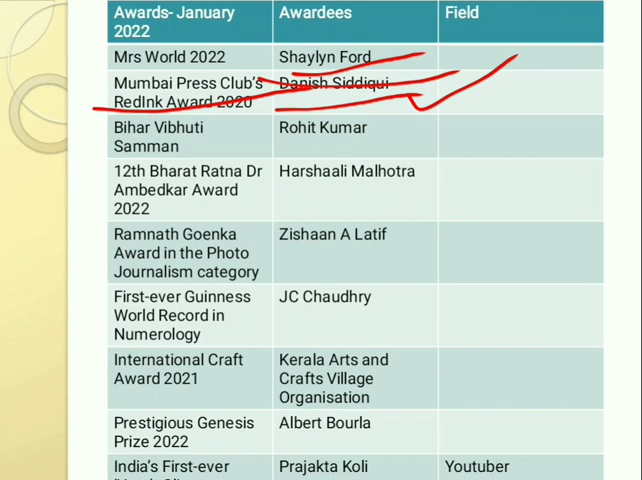 Awards- January Awardees Field
2022
Mrs World 2022 Shaylyn Ford
Mumbai Press Club's Danish Siddiqui
RedInk Award 2020
Bihar Vibhuti Rohit Kumar
Samman
12th Bharat Ratna Dr Harshaali Malhotra
Ambedkar Award
2022
Ramnath Goenka Zishaan A Latif
Award in the Photo
Journalism category
First-ever Guinness JC Chaudhry
World Record in
Numerology
International Craft Kerala Arts and
Award 2021 Crafts Village
Organisation
Prestigious Genesis Albert Bourla
Prize 2022
India's First-ever Prajakta Koli Youtuber